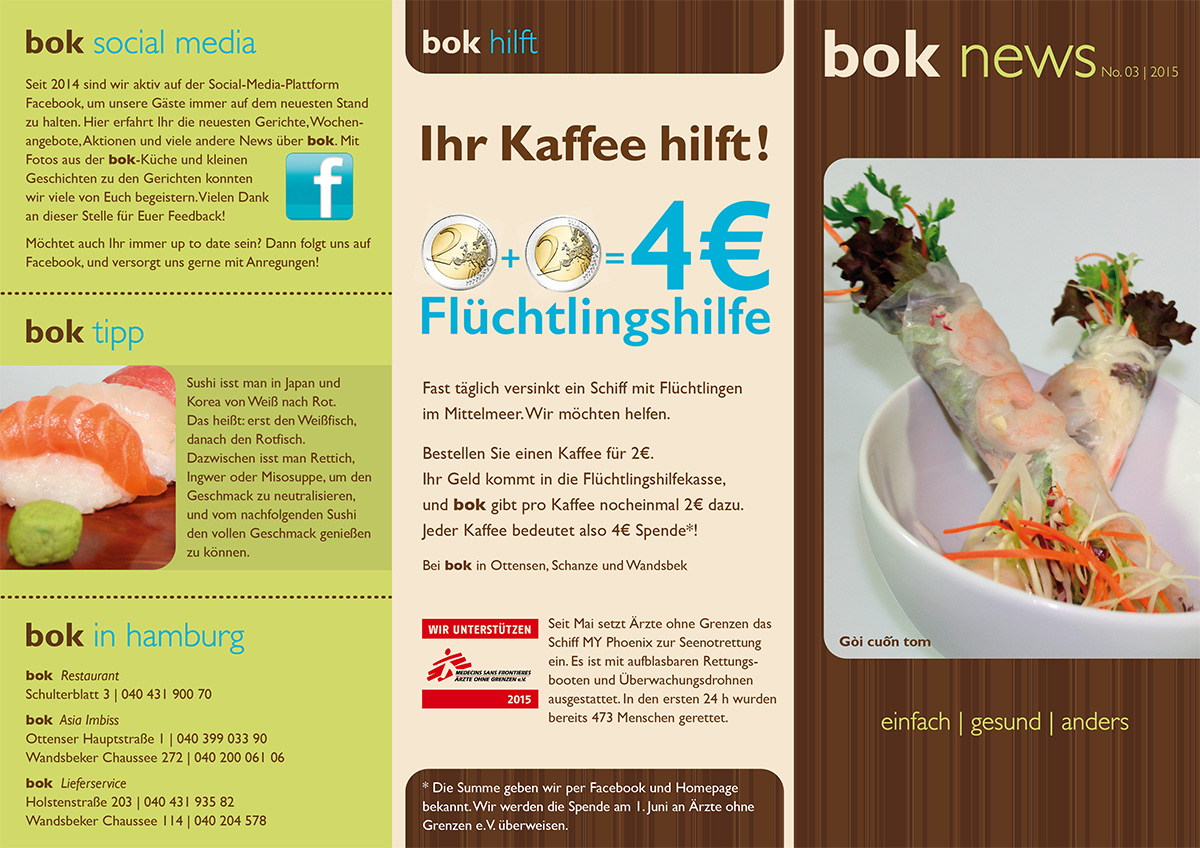 bok social media
Seit 2014 sind wir aktiv auf der Social-Media-Plattform
Facebook, um unsere Gäste immer auf dem neuesten Stand
zu halten. Hier erfahrt Ihr die neuesten Gerichte, Wochen-
angebote, Aktionen und viele andere News über bok. Mit
Fotos aus der bok-Küche und kleinen
Geschichten zu den Gerichten konnten
wir viele von Euch begeistern. Vielen Dank
an dieser Stelle für Euer Feedback!
f
Möchtet auch Ihr immer up to date sein? Dann folgt uns auf
Facebook, und versorgt uns gerne mit Anregungen!
bok tipp
Sushi isst man in Japan und
Korea von Weiß nach Rot.
Das heißt: erst den Weißfisch,
danach den Rotfisch.
Dazwischen isst man Rettich,
Ingwer oder Misosuppe, um den
Geschmack zu neutralisieren,
und vom nachfolgenden Sushi
den vollen Geschmack genießen
zu können.
bok in hamburg
bok Restaurant
Schulterblatt 3 | 040 431 900 70
bok Asia Imbiss
Ottenser Hauptstraße 1 | 040 399 033 90
Wandsbeker Chaussee 272 | 040 200 061 06
bok Lieferservice
Holstenstraße 203 | 040 431 935 82
Wandsbeker Chaussee 114 | 040 204 578
bok hilft
Ihr Kaffee hilft!
2 + 2 = 4€
Flüchtlingshilfe
Fast täglich versinkt ein Schiff mit Flüchtlingen
im Mittelmeer. Wir möchten helfen.
Bestellen Sie einen Kaffee für 2€.
Ihr Geld kommt in die Flüchtlingshilfekasse,
und bok gibt pro Kaffee nocheinmal 2€ dazu.
Jeder Kaffee bedeutet also 4€ Spende*!
Bei bok in Ottensen, Schanze und Wandsbek
WIR UNTERSTÜTZEN
MEDECINS SANS FRONTIERES
ÄRZTE OHNE GRENZEN e.V.
2015
Seit Mai setzt Ärzte ohne Grenzen das
Schiff MY Phoenix zur Seenotrettung
ein. Es ist mit aufblasbaren Rettungs-
booten und Überwachungsdrohnen
ausgestattet. In den ersten 24 h wurden
bereits 473 Menschen gerettet.
* Die Summe geben wir per Facebook und Homepage
bekannt. Wir werden die Spende am 1. Juni an Ärzte ohne
Grenzen e.V. überweisen.
bok news No. 03 | 2015
Gòi cuốn tom
einfach | gesund | anders